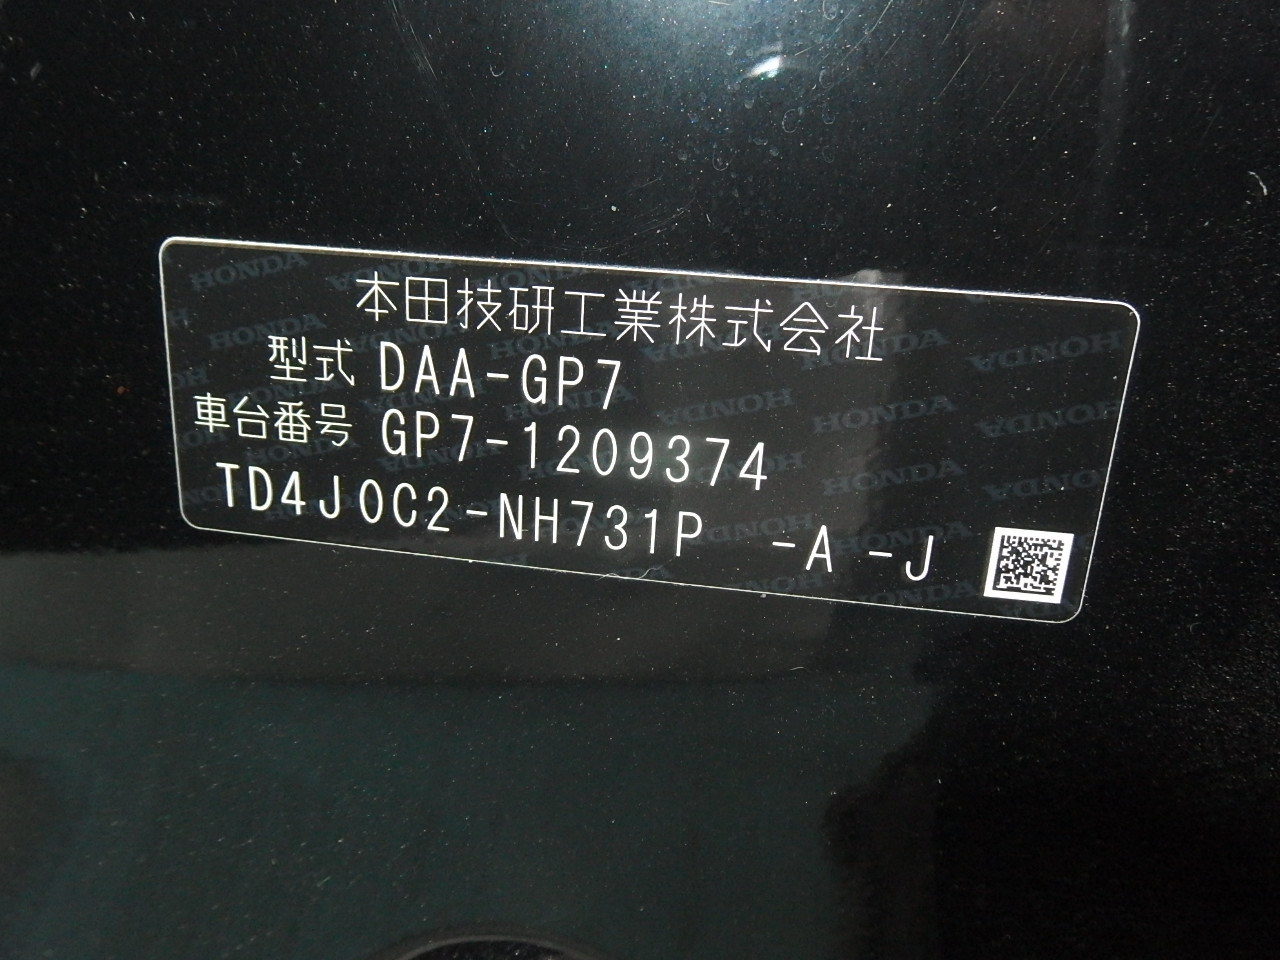 本田技研工業株式会社
型式 DAA-GP7
車台番号 GP7-1209374
TD4J0C2-NH731P -A -J